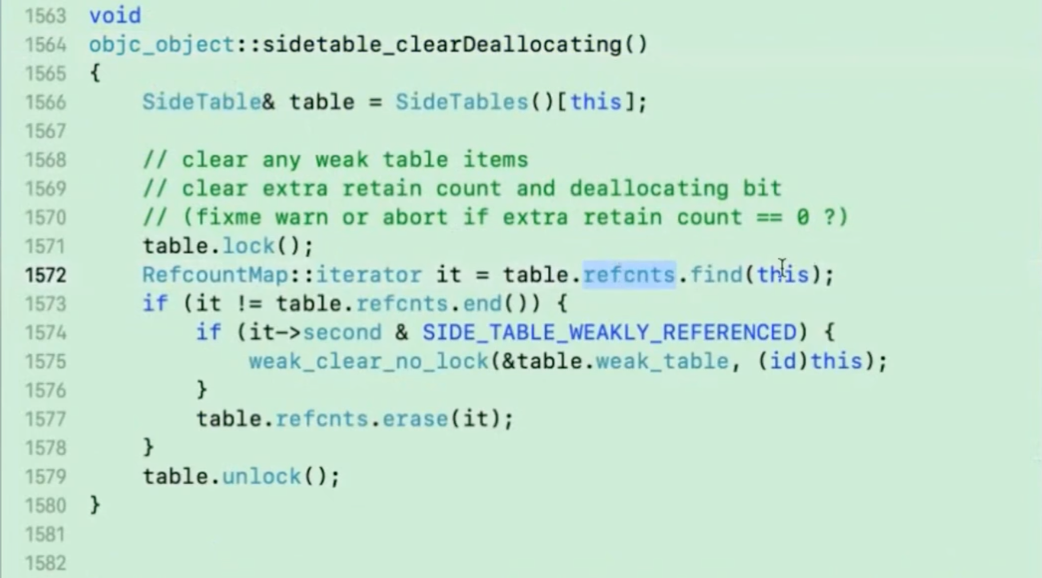 1563 void
1564 objc_object::sidetable_clearDeallocating()
1565 {
1566     SideTable& table = SideTables()[this];
1567
1568     // clear any weak table items
1569     // clear extra retain count and deallocating bit
1570     // (fixme warn or abort if extra retain count == 0 ?)
1571     table.lock();
1572     RefcountMap::iterator it = table.refcnts.find(this);
1573     if (it != table.refcnts.end()) {
1574         if (it->second & SIDE_TABLE_WEAKLY_REFERENCED) {
1575             weak_clear_no_lock(&table.weak_table, (id)this);
1576         }
1577         table.refcnts.erase(it);
1578     }
1579     table.unlock();
1580 }
1581
1582